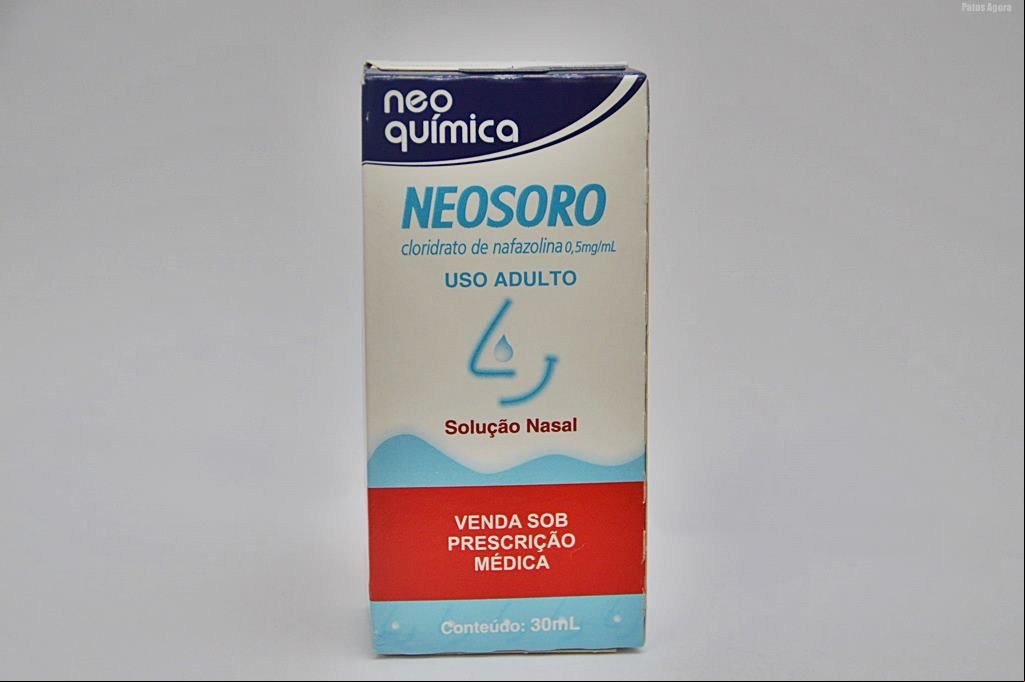 Patos Agora
neo
química
NEOSORO
cloridrato de nafazolina 0,5mg/mL
USO ADULTO
Solução Nasal
VENDA SOB
PRESCRIÇÃO
MÉDICA
Conteúdo: 30mL